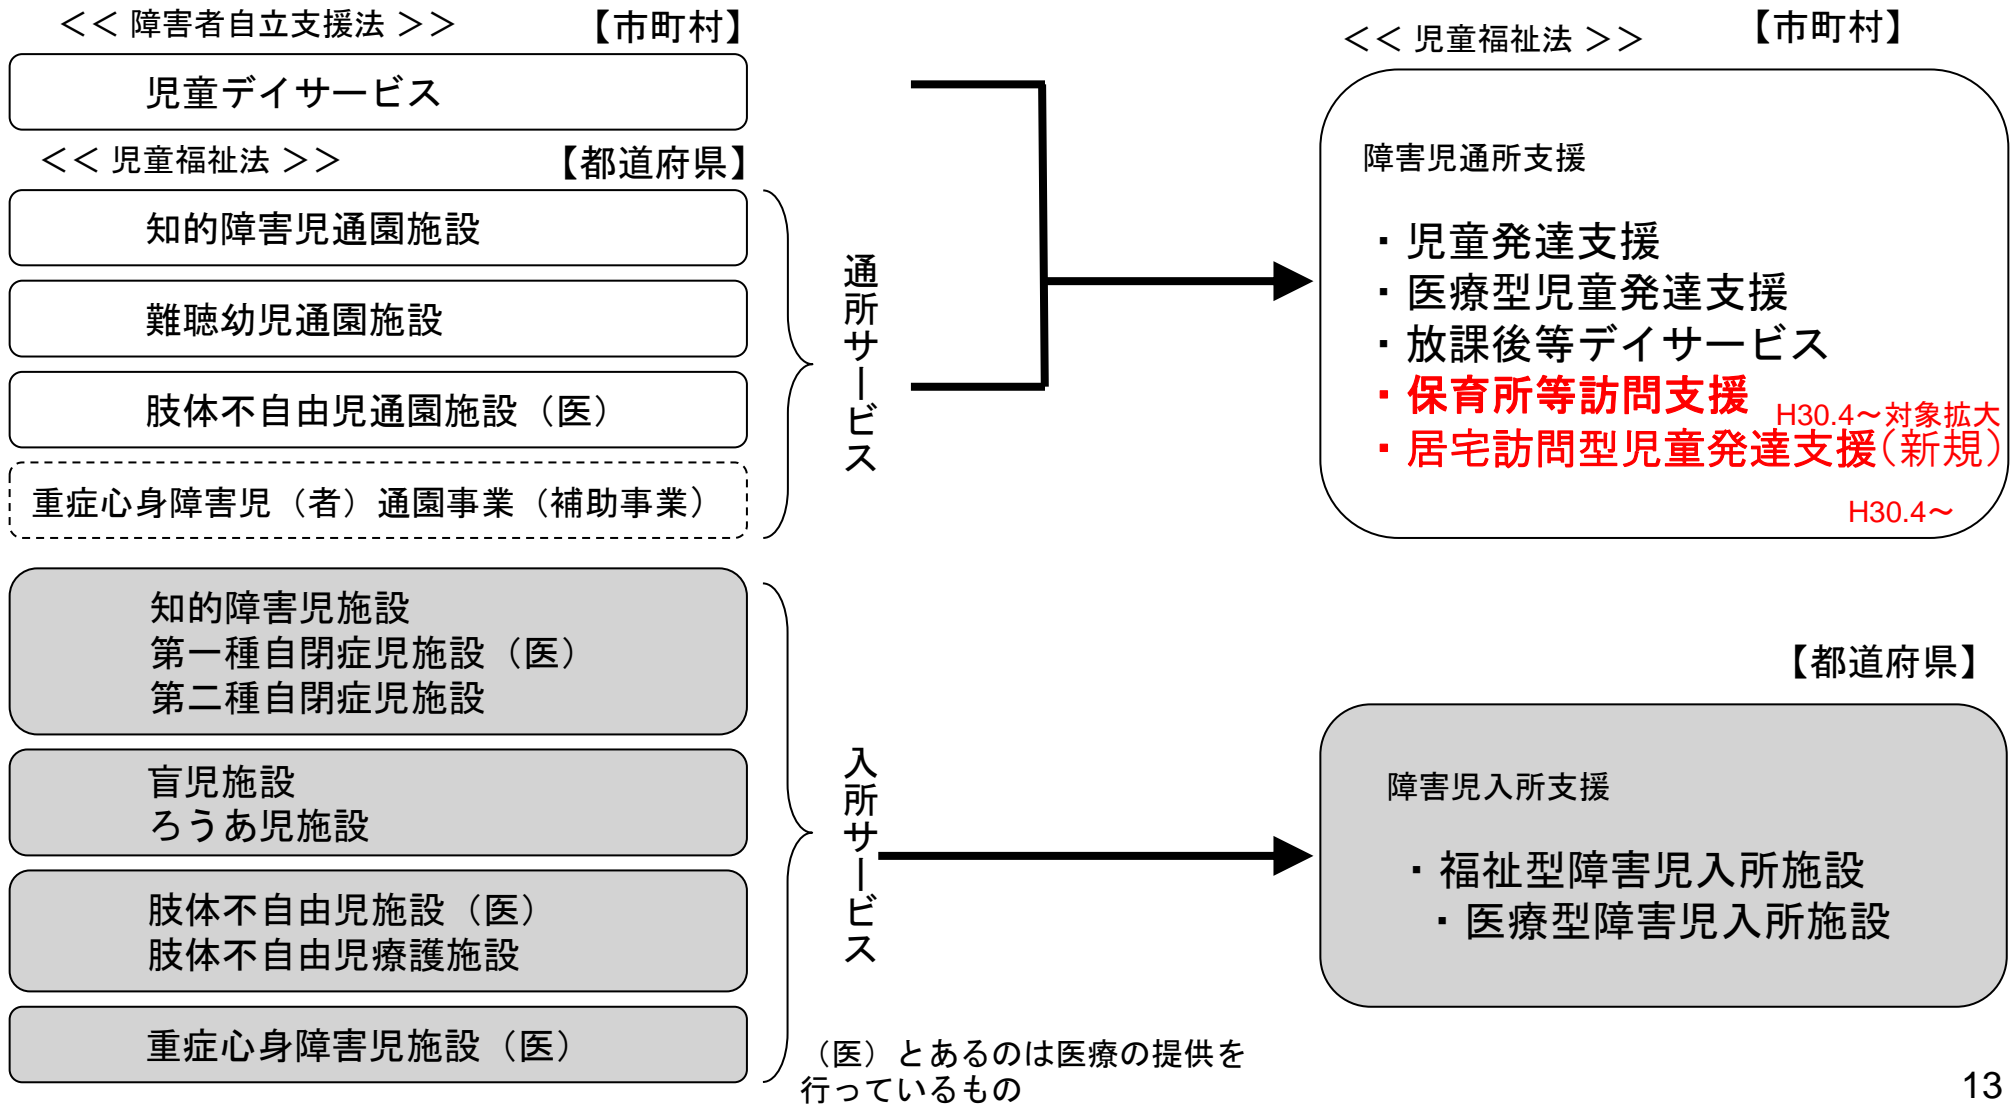 ＜＜ 障害者自立支援法 ＞＞ 【市町村】
児童デイサービス
＜＜ 児童福祉法 ＞＞ 【都道府県】
知的障害児通園施設
難聴幼児通園施設
肢体不自由児通園施設（医）
重症心身障害児（者）通園事業（補助事業）
通所サービス
知的障害児施設
第一種自閉症児施設（医）
第二種自閉症児施設
盲児施設
ろうあ児施設
肢体不自由児施設（医）
肢体不自由児療護施設
重症心身障害児施設（医）
入所サービス
（医）とあるのは医療の提供を
行っているもの
＜＜ 児童福祉法 ＞＞ 【市町村】
障害児通所支援
・児童発達支援
・医療型児童発達支援
・放課後等デイサービス
・保育所等訪問支援 H30.4～対象拡大
・居宅訪問型児童発達支援（新規）
H30.4～
【都道府県】
障害児入所支援
・福祉型障害児入所施設
・医療型障害児入所施設
13